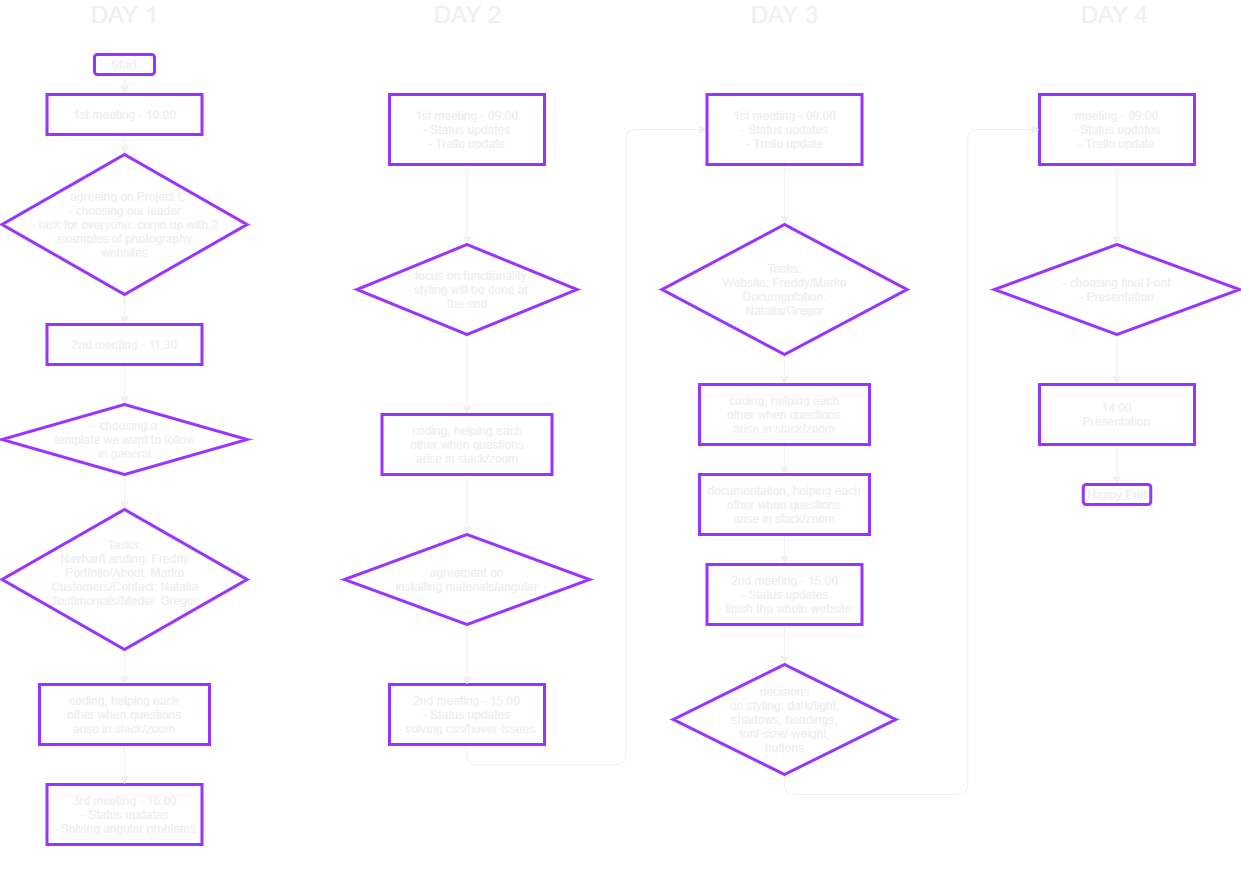 DAY 1
Start
1st meeting - 10:00
- agreeing on Project C
- choosing our leader
- task for everyone: come up with 2
examples of photography
websites
2nd meeting - 11:30
- choosing a
template we want to follow
in general
Tasks:
Navbar/Landing: Freddy
Portfolio/About: Marko
Customers/Contact: Natalia
Testimonials/Media: Gregor
coding, helping each
other when questions
arise in slack/zoom
3rd meeting - 16:00
- Status updates
- Solving angular problems
DAY 2
1st meeting - 09:00
- Status updates
- Trello update
- focus on functionality
- styling will be done at
the end
coding, helping each
other when questions
arise in slack/zoom
agreement on
installing materials/angular
2nd meeting - 15:00
- Status updates
- solving css/hover-issues
DAY 3
1st meeting - 09:00
- Status updates
- Trello update
Tasks:
Website: Freddy/Marko
Documentation:
Natalia/Gregor
coding, helping each
other when questions
arise in slack/zoom
documentation, helping each
other when questions
arise in slack/zoom
2nd meeting - 15:00
- Status updates
- finish the whole website
decisions
on styling: dark/light,
shadows, headings,
font-size/-weight,
buttons
DAY 4
meeting - 09:00
- Status updates
- Trello update
- choosing final Font
- Presentation
14:00
Presentation
Happy End